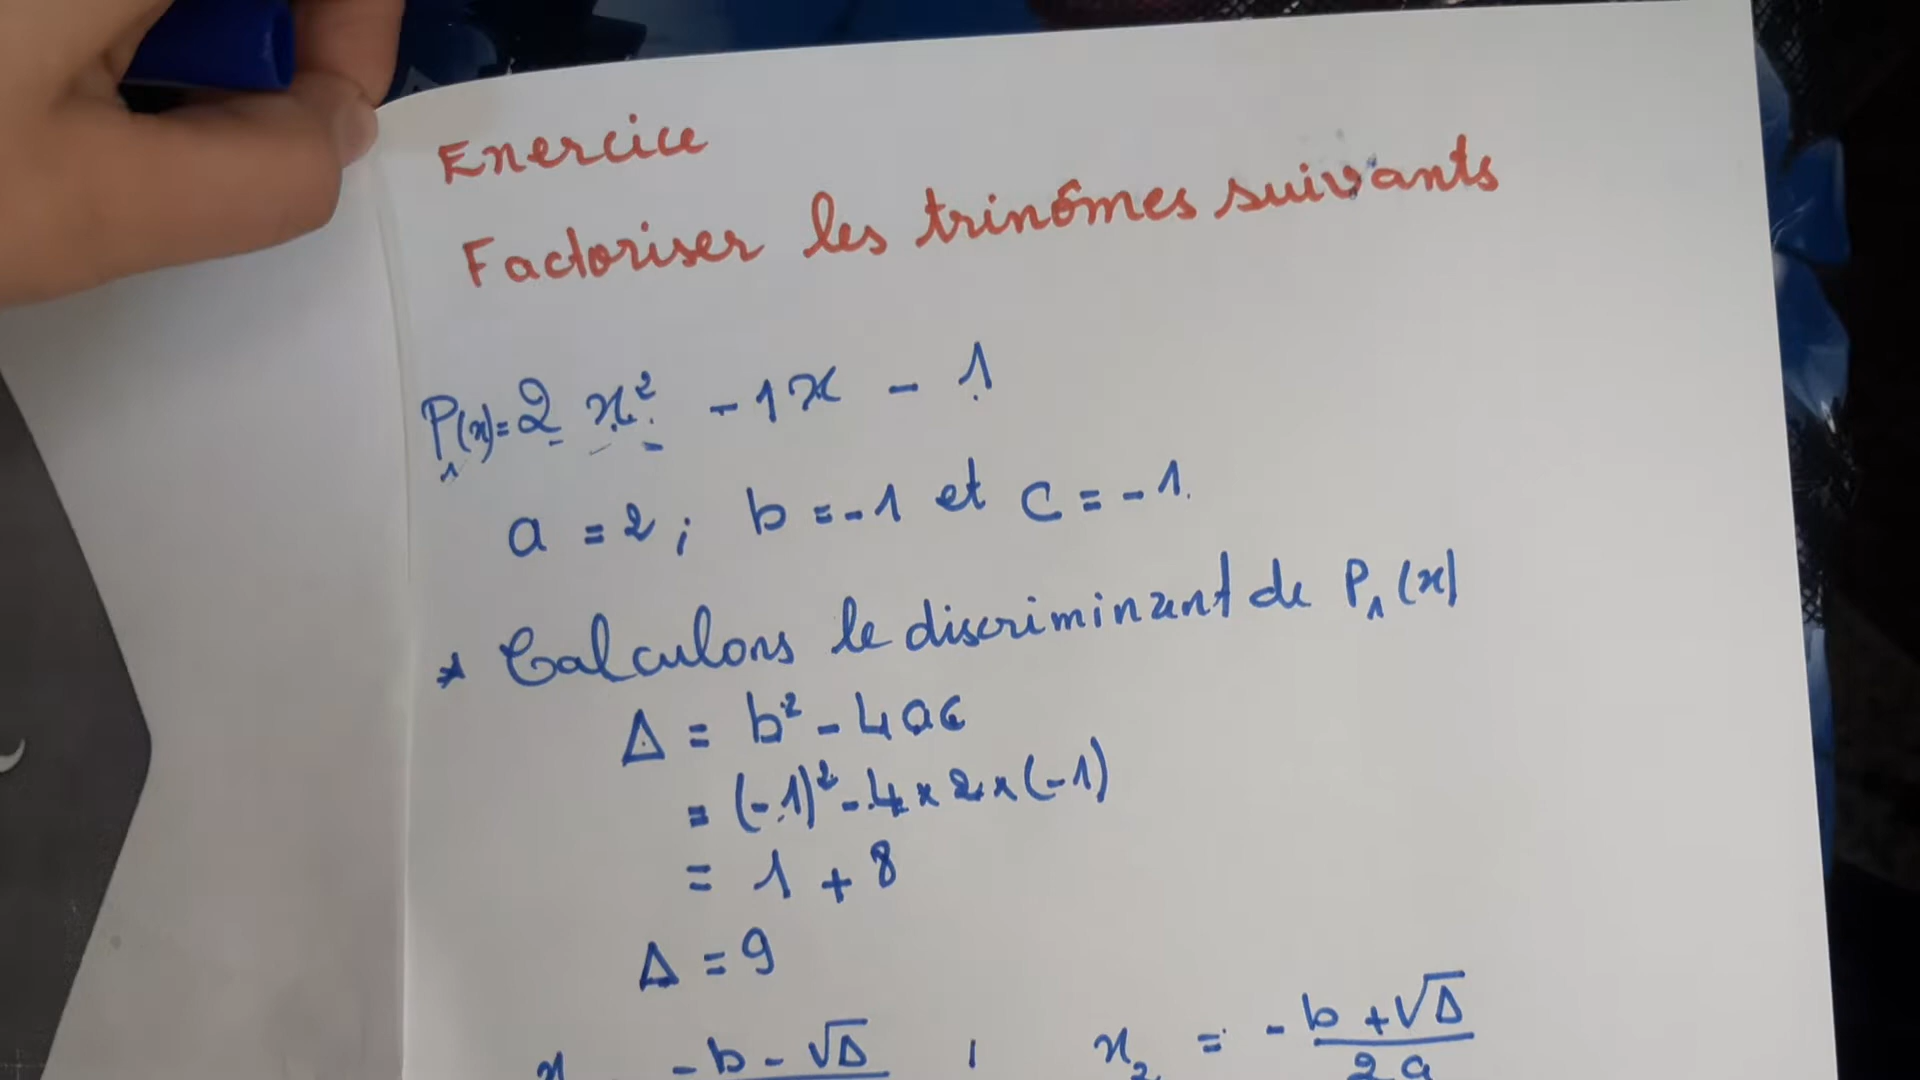 Exercice
Factoriser les trinômes suivants
P₁(x) = 2x² - 1x - 1
a = 2 ; b = -1 et c = -1.
* Calculons le discriminant de P₁(x)
Δ = b² - 4ac
= (-1)² - 4 × 2 × (-1)
= 1 + 8
Δ = 9
x -b - √Δ ; x₂ = -b + √Δ
2a